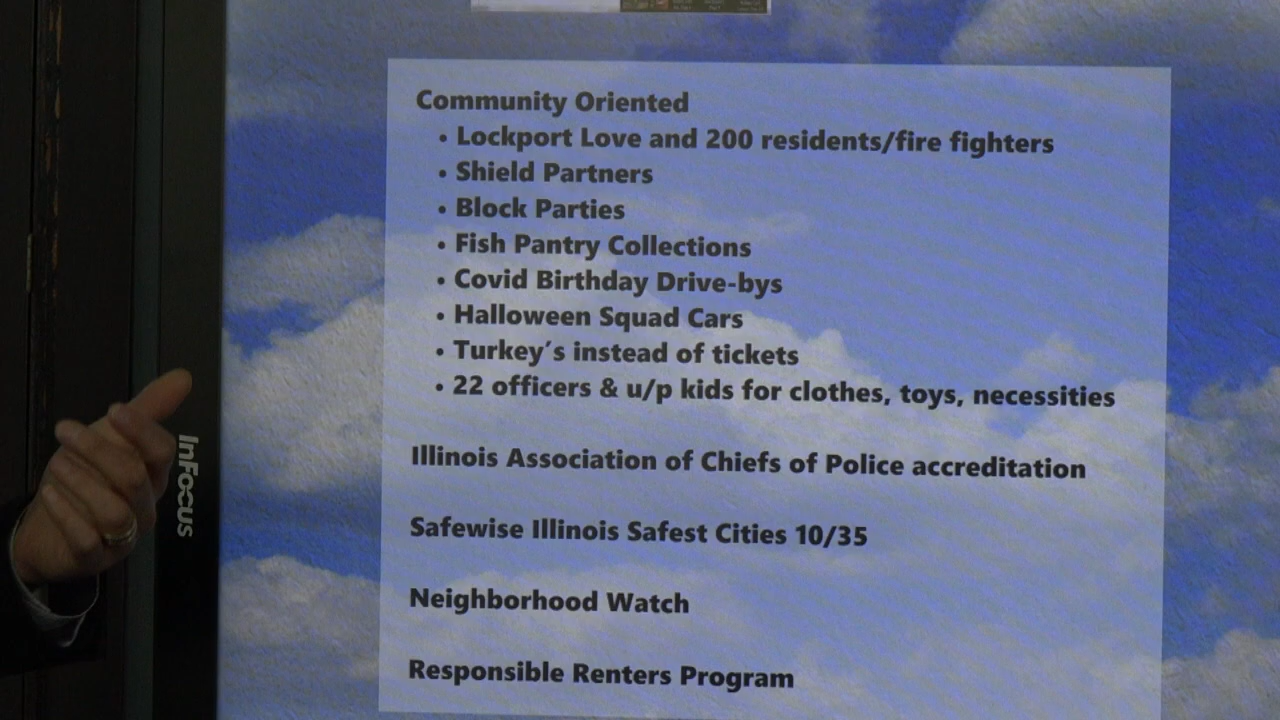 Community Oriented
• Lockport Love and 200 residents/fire fighters
• Shield Partners
• Block Parties
• Fish Pantry Collections
• Covid Birthday Drive-bys
• Halloween Squad Cars
• Turkey's instead of tickets
• 22 officers & u/p kids for clothes, toys, necessities
Illinois Association of Chiefs of Police accreditation
Safewise Illinois Safest Cities 10/35
Neighborhood Watch
Responsible Renters Program
InFocus